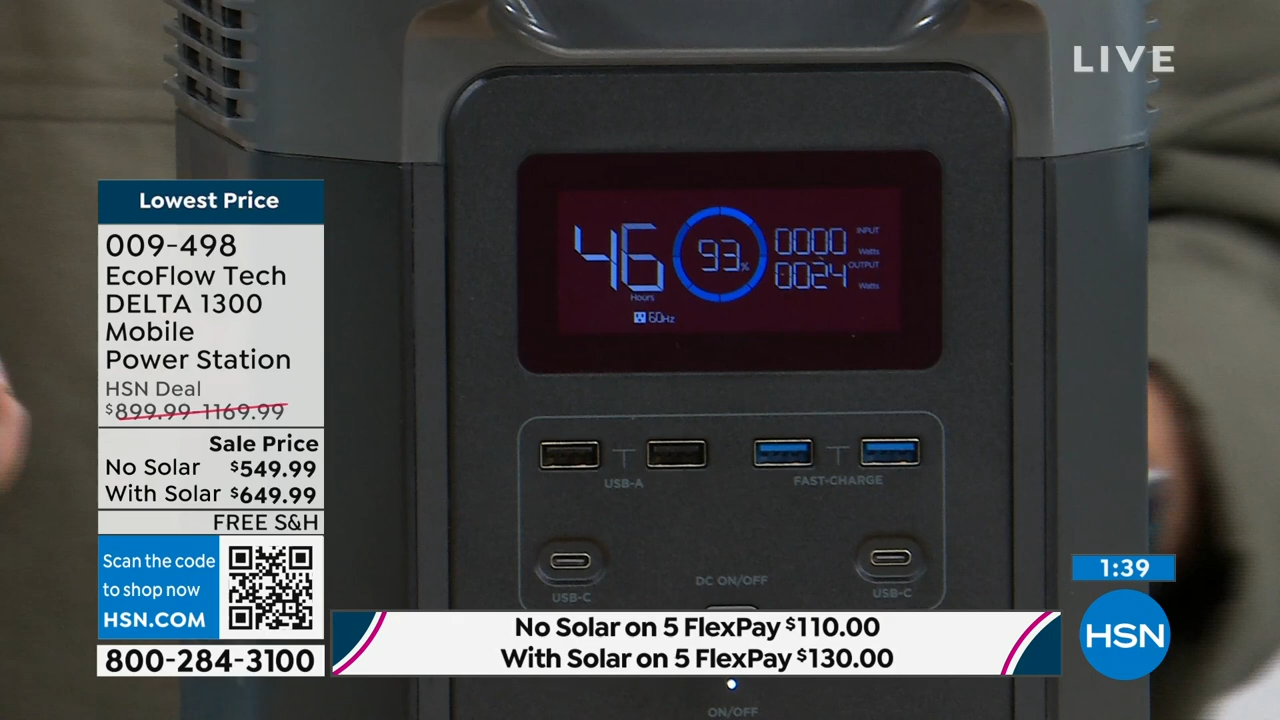 LIVE
46
Hours
60Hz
93%
0000
INPUT
Watts
0024
OUTPUT
Watts
USB-A
FAST-CHARGE
USB-C
DC ON/OFF
USB-C
ON/OFF
Lowest Price
009-498
EcoFlow Tech
DELTA 1300
Mobile
Power Station
HSN Deal
$899.99-1169.99
Sale Price
No Solar $549.99
With Solar $649.99
FREE S&H
Scan the code
to shop now
HSN.COM
800-284-3100
No Solar on 5 FlexPay $110.00
With Solar on 5 FlexPay $130.00
1:39
HSN